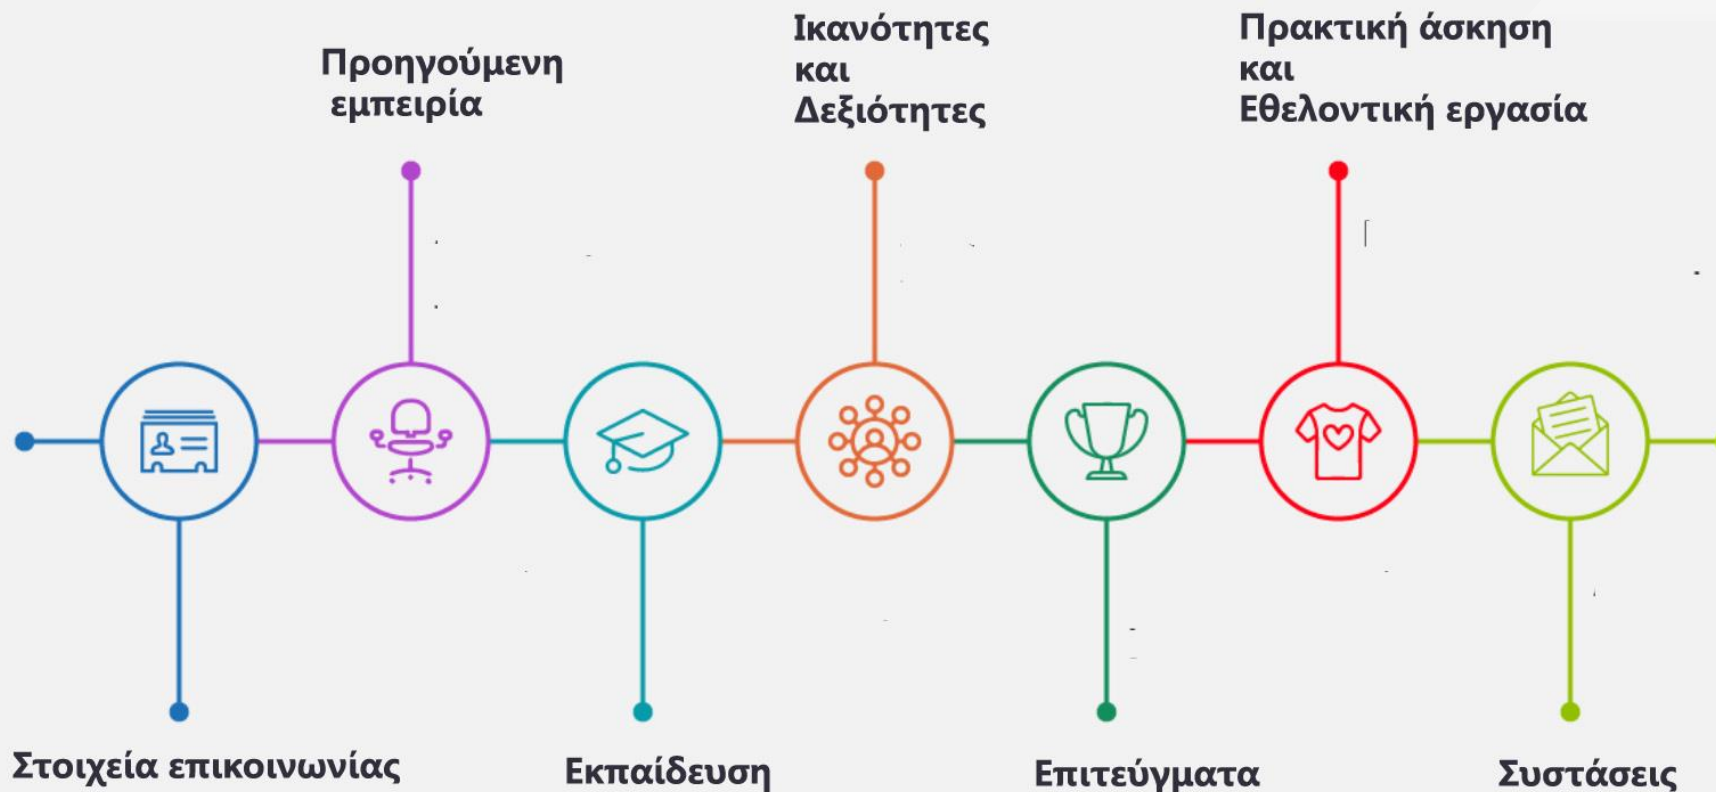 Προηγούμενη
εμπειρία
Ικανότητες
και
Δεξιότητες
Πρακτική άσκηση
και
Εθελοντική εργασία
Στοιχεία επικοινωνίας
Εκπαίδευση
Επιτεύγματα
Συστάσεις